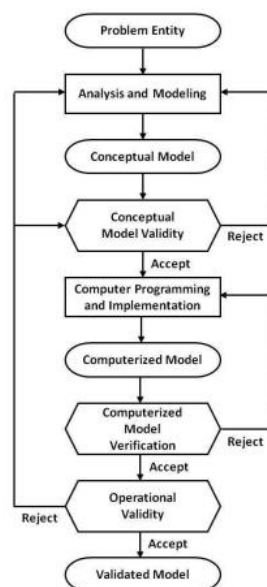 Problem Entity
Analysis and Modeling
Conceptual Model
Conceptual
Model Validity
Reject
Accept
Computer Programming
and Implementation
Computerized Model
Computerized
Model
Verification
Reject
Accept
Operational
Validity
Reject
Accept
Validated Model